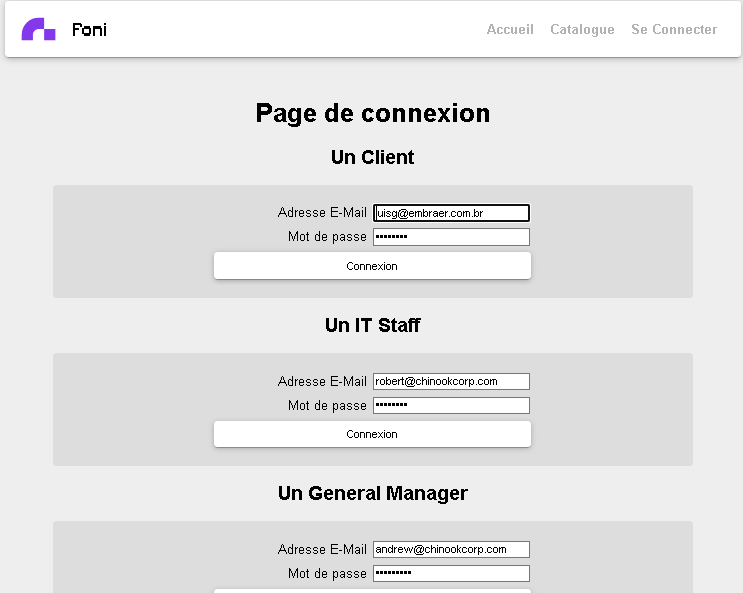 Foni
Accueil Catalogue Se Connecter
Page de connexion
Un Client
Adresse E-Mail luisg@embraer.com.br
Mot de passe ••••••••
Connexion
Un IT Staff
Adresse E-Mail robert@chinookcorp.com
Mot de passe ••••••••
Connexion
Un General Manager
Adresse E-Mail andrew@chinookcorp.com
Mot de passe •••••••••